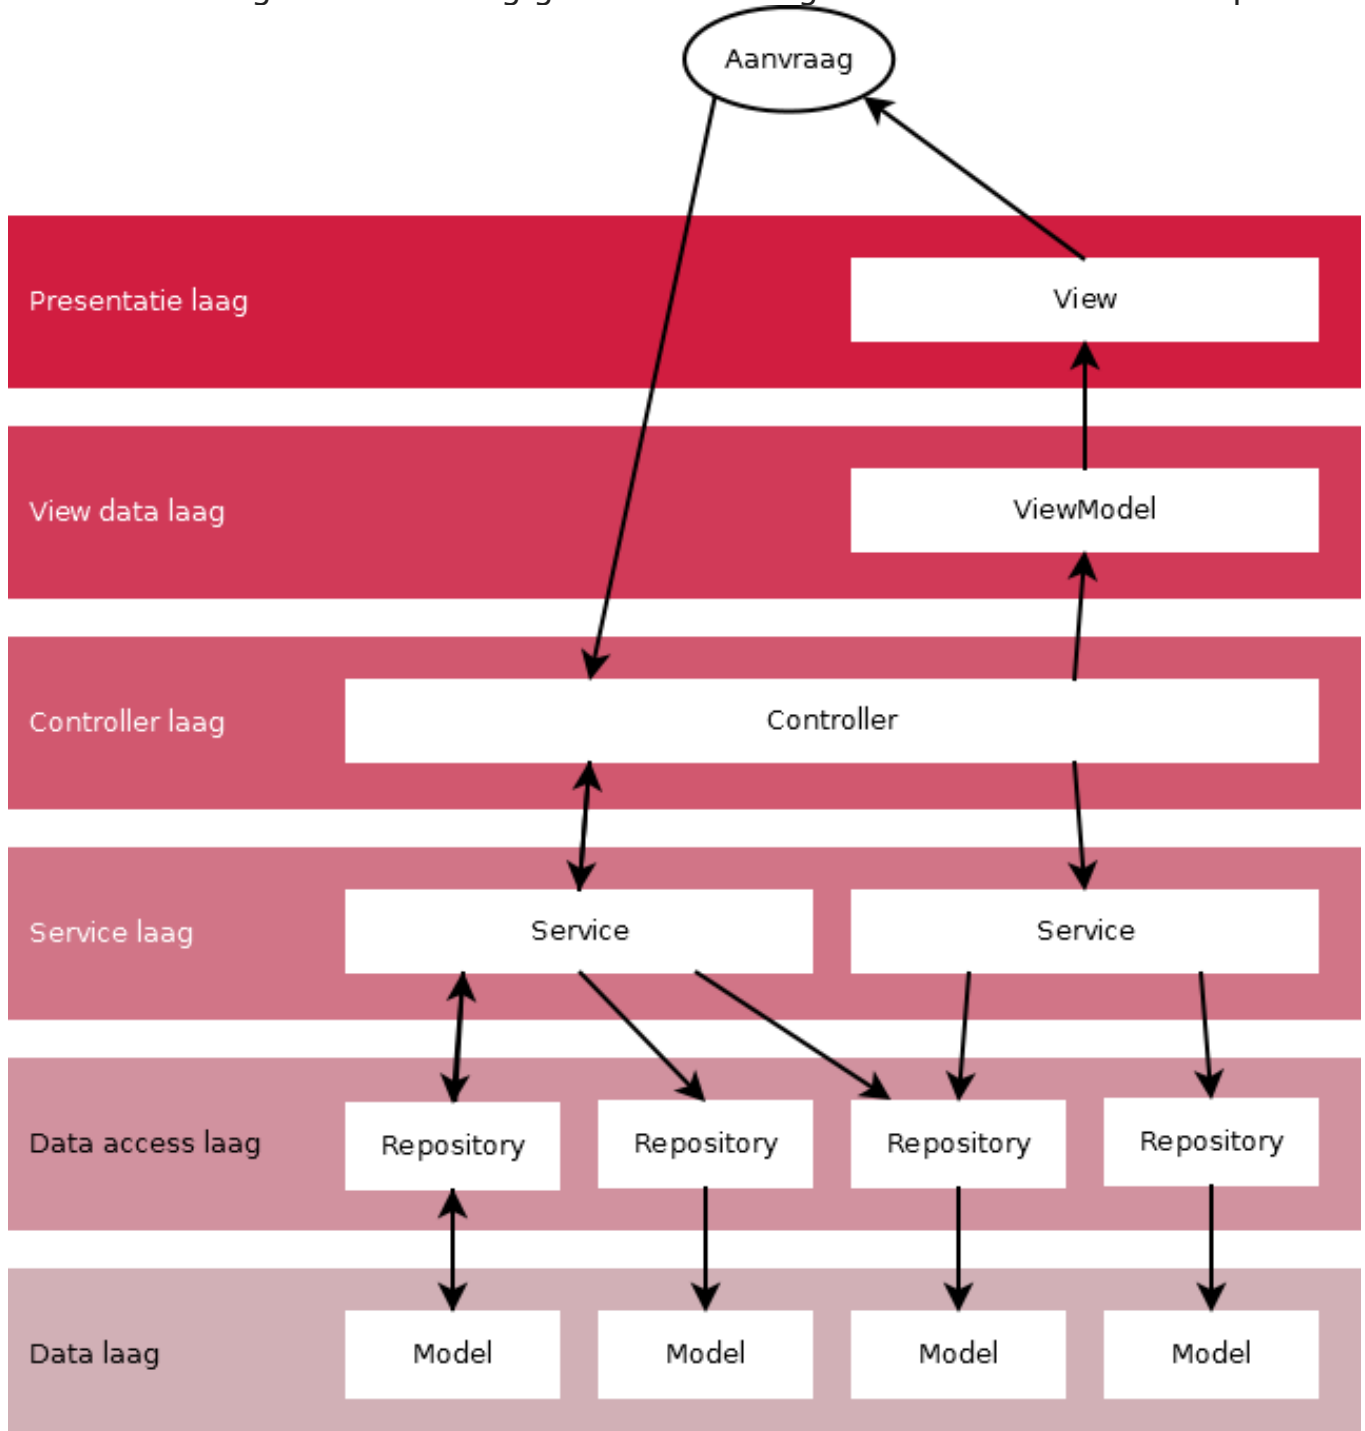 Aanvraag
Presentatie laag
View
View data laag
ViewModel
Controller laag
Controller
Service laag
Service
Service
Data access laag
Repository
Repository
Repository
Repository
Data laag
Model
Model
Model
Model